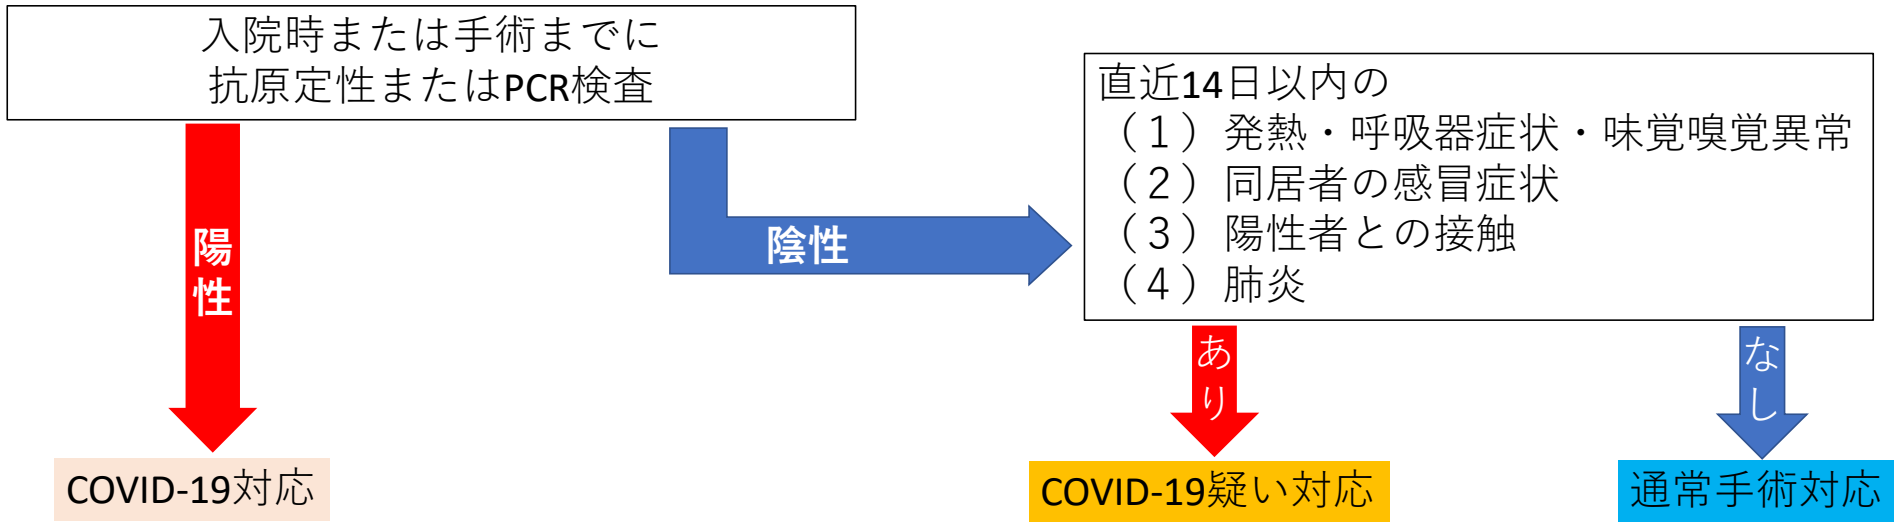 入院時または手術までに
抗原定性またはPCR検査
直近14日以内の
（１）発熱・呼吸器症状・味覚嗅覚異常
（２）同居者の感冒症状
（３）陽性者との接触
（４）肺炎
陽性
陰性
あり
なし
COVID-19対応
COVID-19疑い対応
通常手術対応